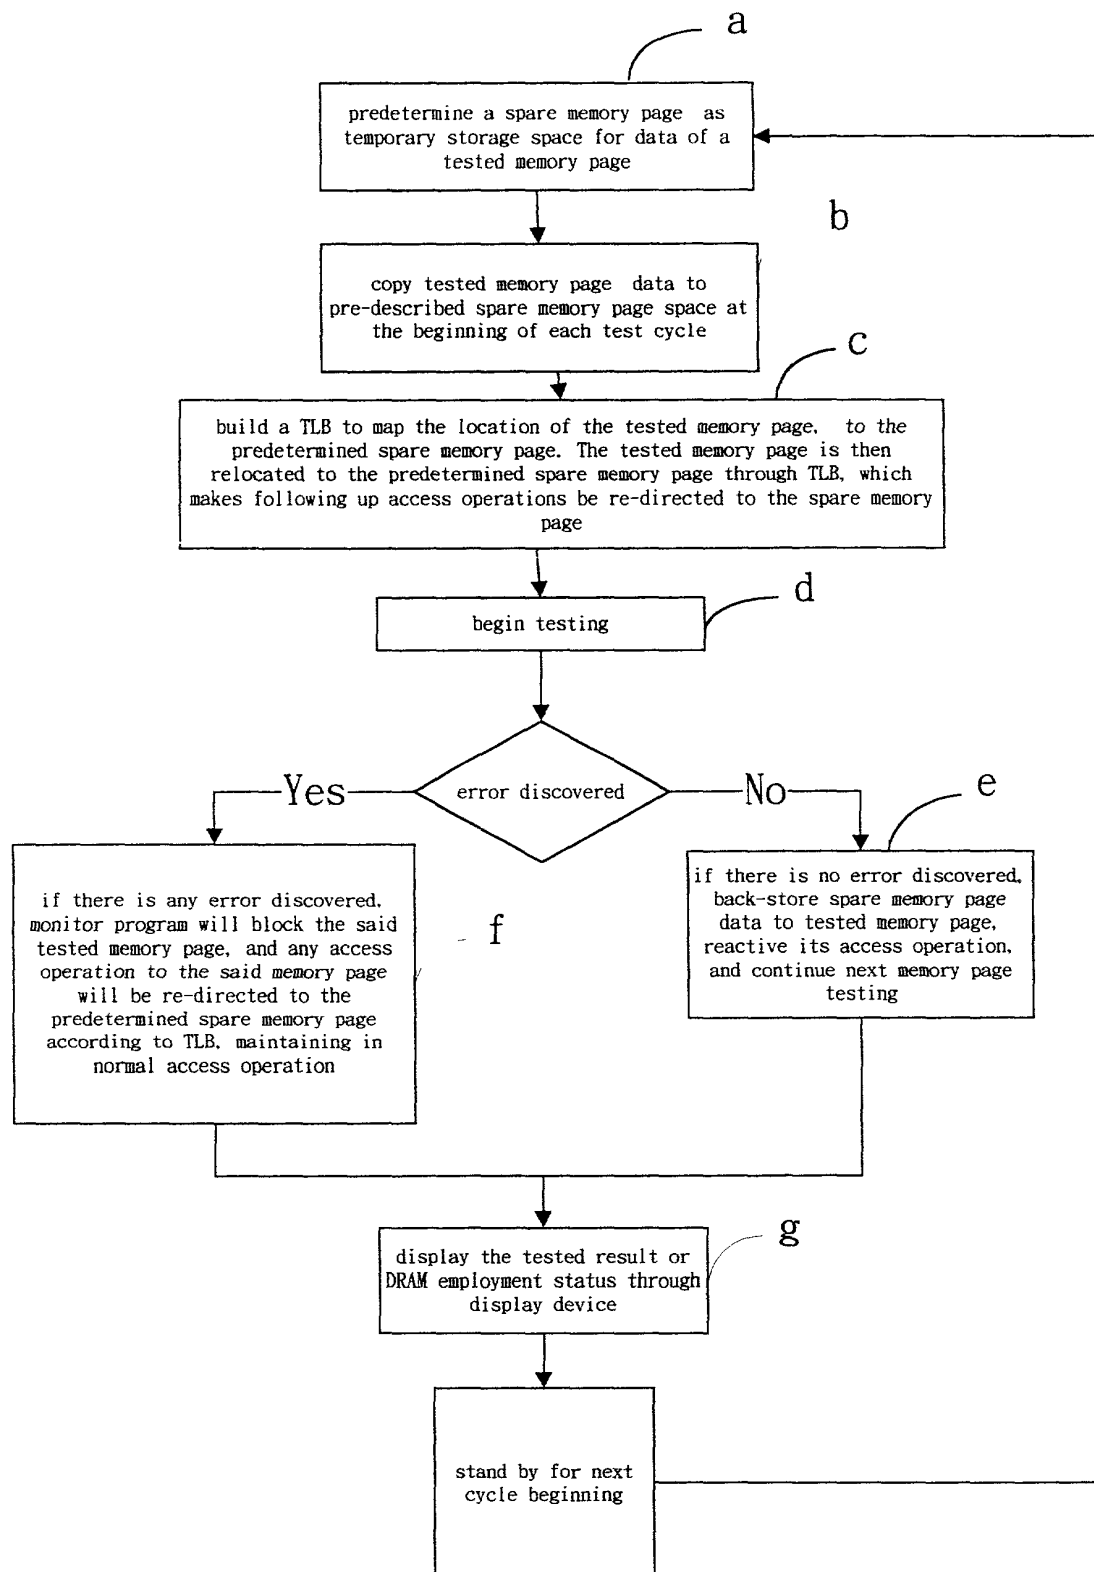 a
predetermine a spare memory page as
temporary storage space for data of a
tested memory page
b
copy tested memory page data to
pre-described spare memory page space at
the beginning of each test cycle
c
build a TLB to map the location of the tested memory page, to the
predetermined spare memory page. The tested memory page is then
relocated to the predetermined spare memory page through TLB, which
makes following up access operations be re-directed to the spare memory
page
d
begin testing
Yes
error discovered
No
e
if there is any error discovered,
monitor program will block the said
tested memory page, and any access
operation to the said memory page
will be re-directed to the
predetermined spare memory page
according to TLB, maintaining in
normal access operation
f
if there is no error discovered,
back-store spare memory page
data to tested memory page,
reactive its access operation,
and continue next memory page
testing
g
display the tested result or
DRAM employment status through
display device
stand by for next
cycle beginning